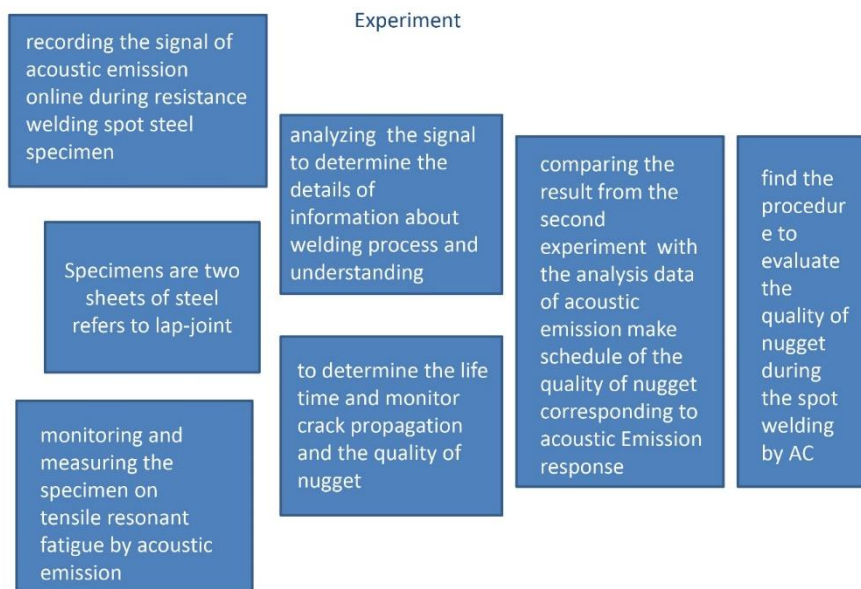 Experiment
recording the signal of
acoustic emission
online during resistance
welding spot steel
specimen
Specimens are two
sheets of steel
refers to lap-joint
monitoring and
measuring the
specimen on
tensile resonant
fatigue by acoustic
emission
analyzing  the signal
to determine the
details of
information about
welding process and
understanding
to determine the life
time and monitor
crack propagation
and the quality of
nugget
comparing the
result from the
second
experiment  with
the analysis data
of acoustic
emission make
schedule of the
quality of nugget
corresponding to
acoustic Emission
response
find the
procedur
e to
evaluate
the
quality of
nugget
during
the spot
welding
by AC